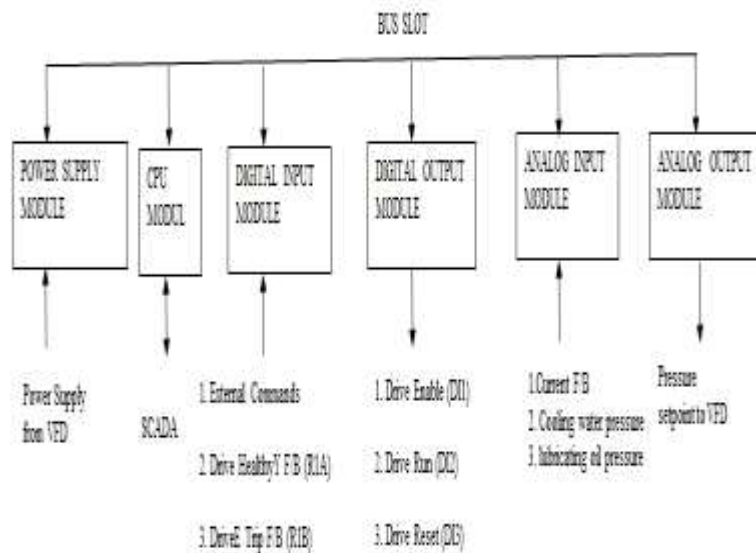 BUS SLOT
POWER SUPPLY
MODULE
CPU
MODUL
DIGITAL INPUT
MODULE
DIGITAL OUTPUT
MODULE
ANALOG INPUT
MODULE
ANALOG OUTPUT
MODULE
Power Supply
from VFD
SCADA
1. External Commands
2. Drive HealthyY F/B (R1A)
3. DriveE Trip F/B (R1B)
1. Drive Enable (DI1)
2. Drive Run (DI2)
3. Drive Reset (DI3)
1.Current F/B
2. Cooling water pressure
3. lubricating oil pressure
Pressure
setpoint to VFD